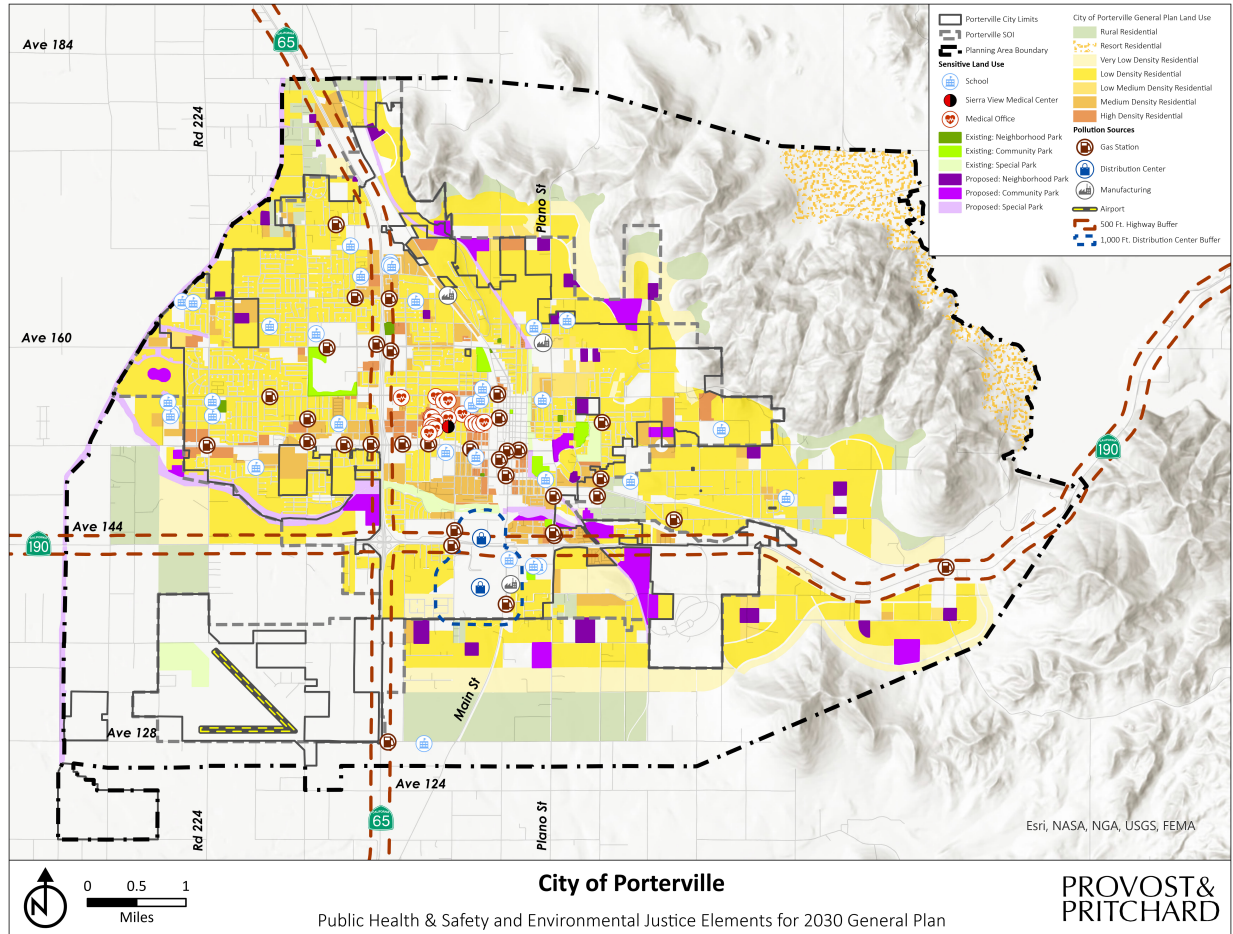 Ave 184
CALIFORNIA
65
Rd 224
Plano St
Ave 160
CALIFORNIA
190
Ave 144
CALIFORNIA
190
Main St
Ave 128
Ave 124
CALIFORNIA
65
Rd 224
Plano St
Porterville City Limits
Porterville SOI
Planning Area Boundary
Sensitive Land Use
School
Sierra View Medical Center
Medical Office
Existing: Neighborhood Park
Existing: Community Park
Existing: Special Park
Proposed: Neighborhood Park
Proposed: Community Park
Proposed: Special Park
City of Porterville General Plan Land Use
Rural Residential
Resort Residential
Very Low Density Residential
Low Density Residential
Low Medium Density Residential
Medium Density Residential
High Density Residential
Pollution Sources
Gas Station
Distribution Center
Manufacturing
Airport
500 Ft. Highway Buffer
1,000 Ft. Distribution Center Buffer
Esri, NASA, NGA, USGS, FEMA
N
0 0.5 1
Miles
City of Porterville
Public Health & Safety and Environmental Justice Elements for 2030 General Plan
PROVOST&
PRITCHARD